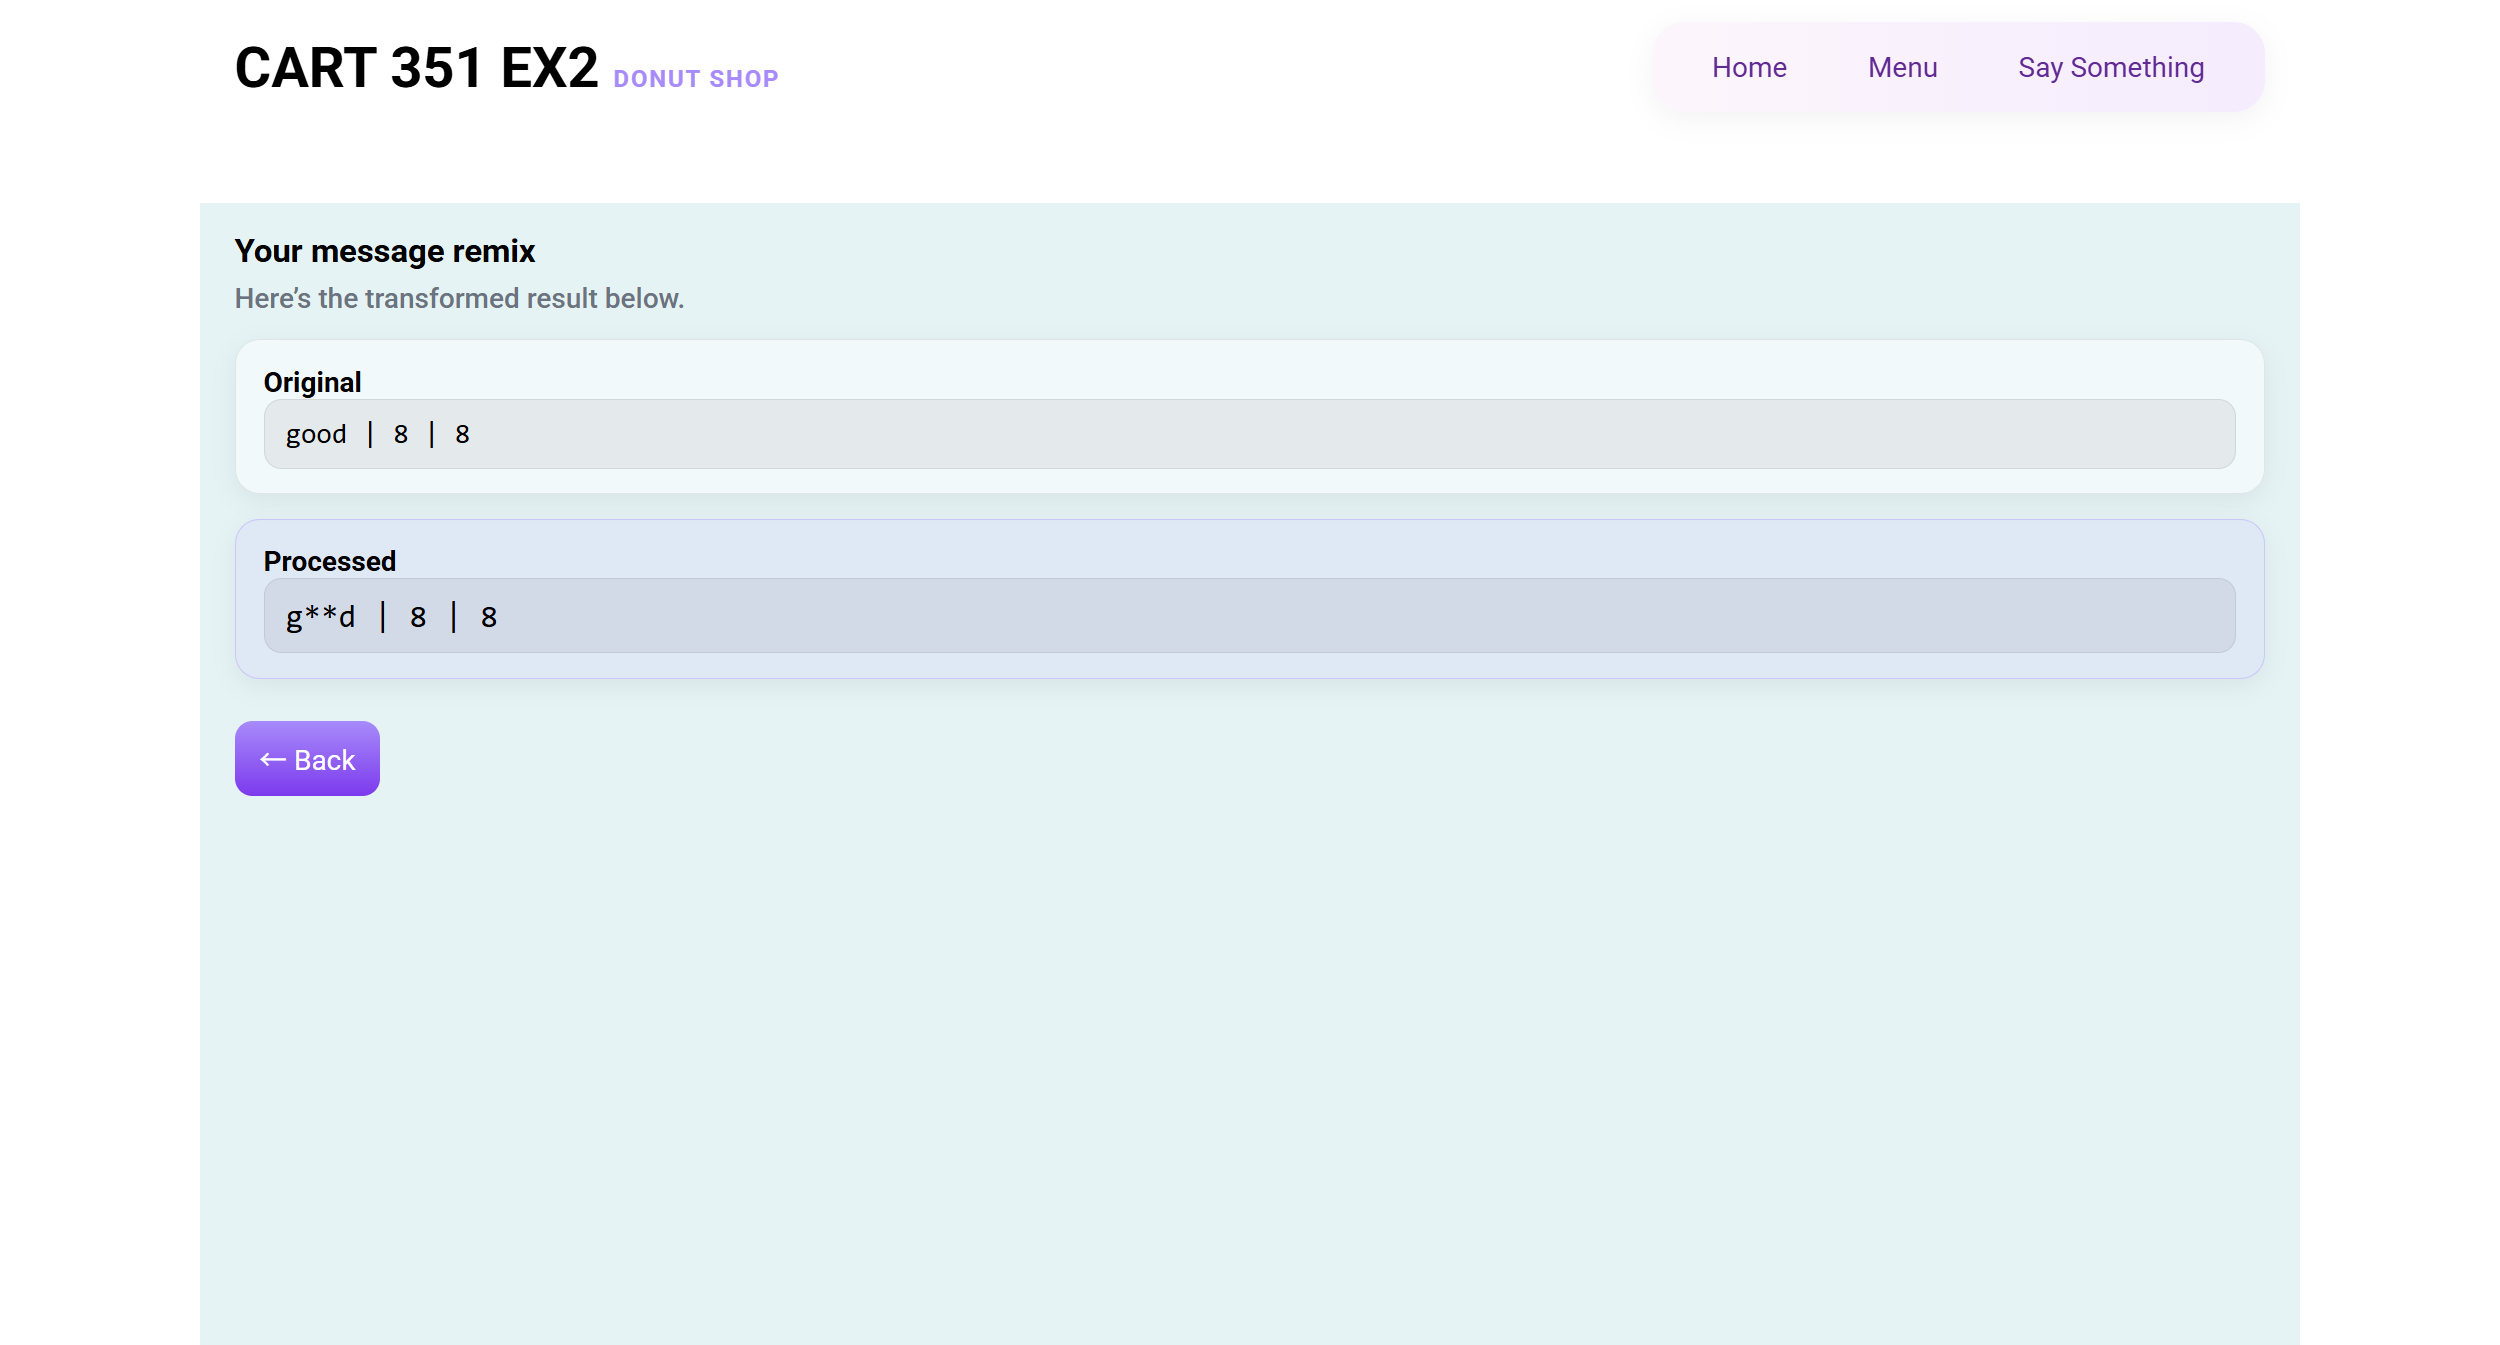 CART 351 EX2 DONUT SHOP
Home Menu Say Something
Your message remix
Here’s the transformed result below.
Original
good | 8 | 8
Processed
g**d | 8 | 8
← Back